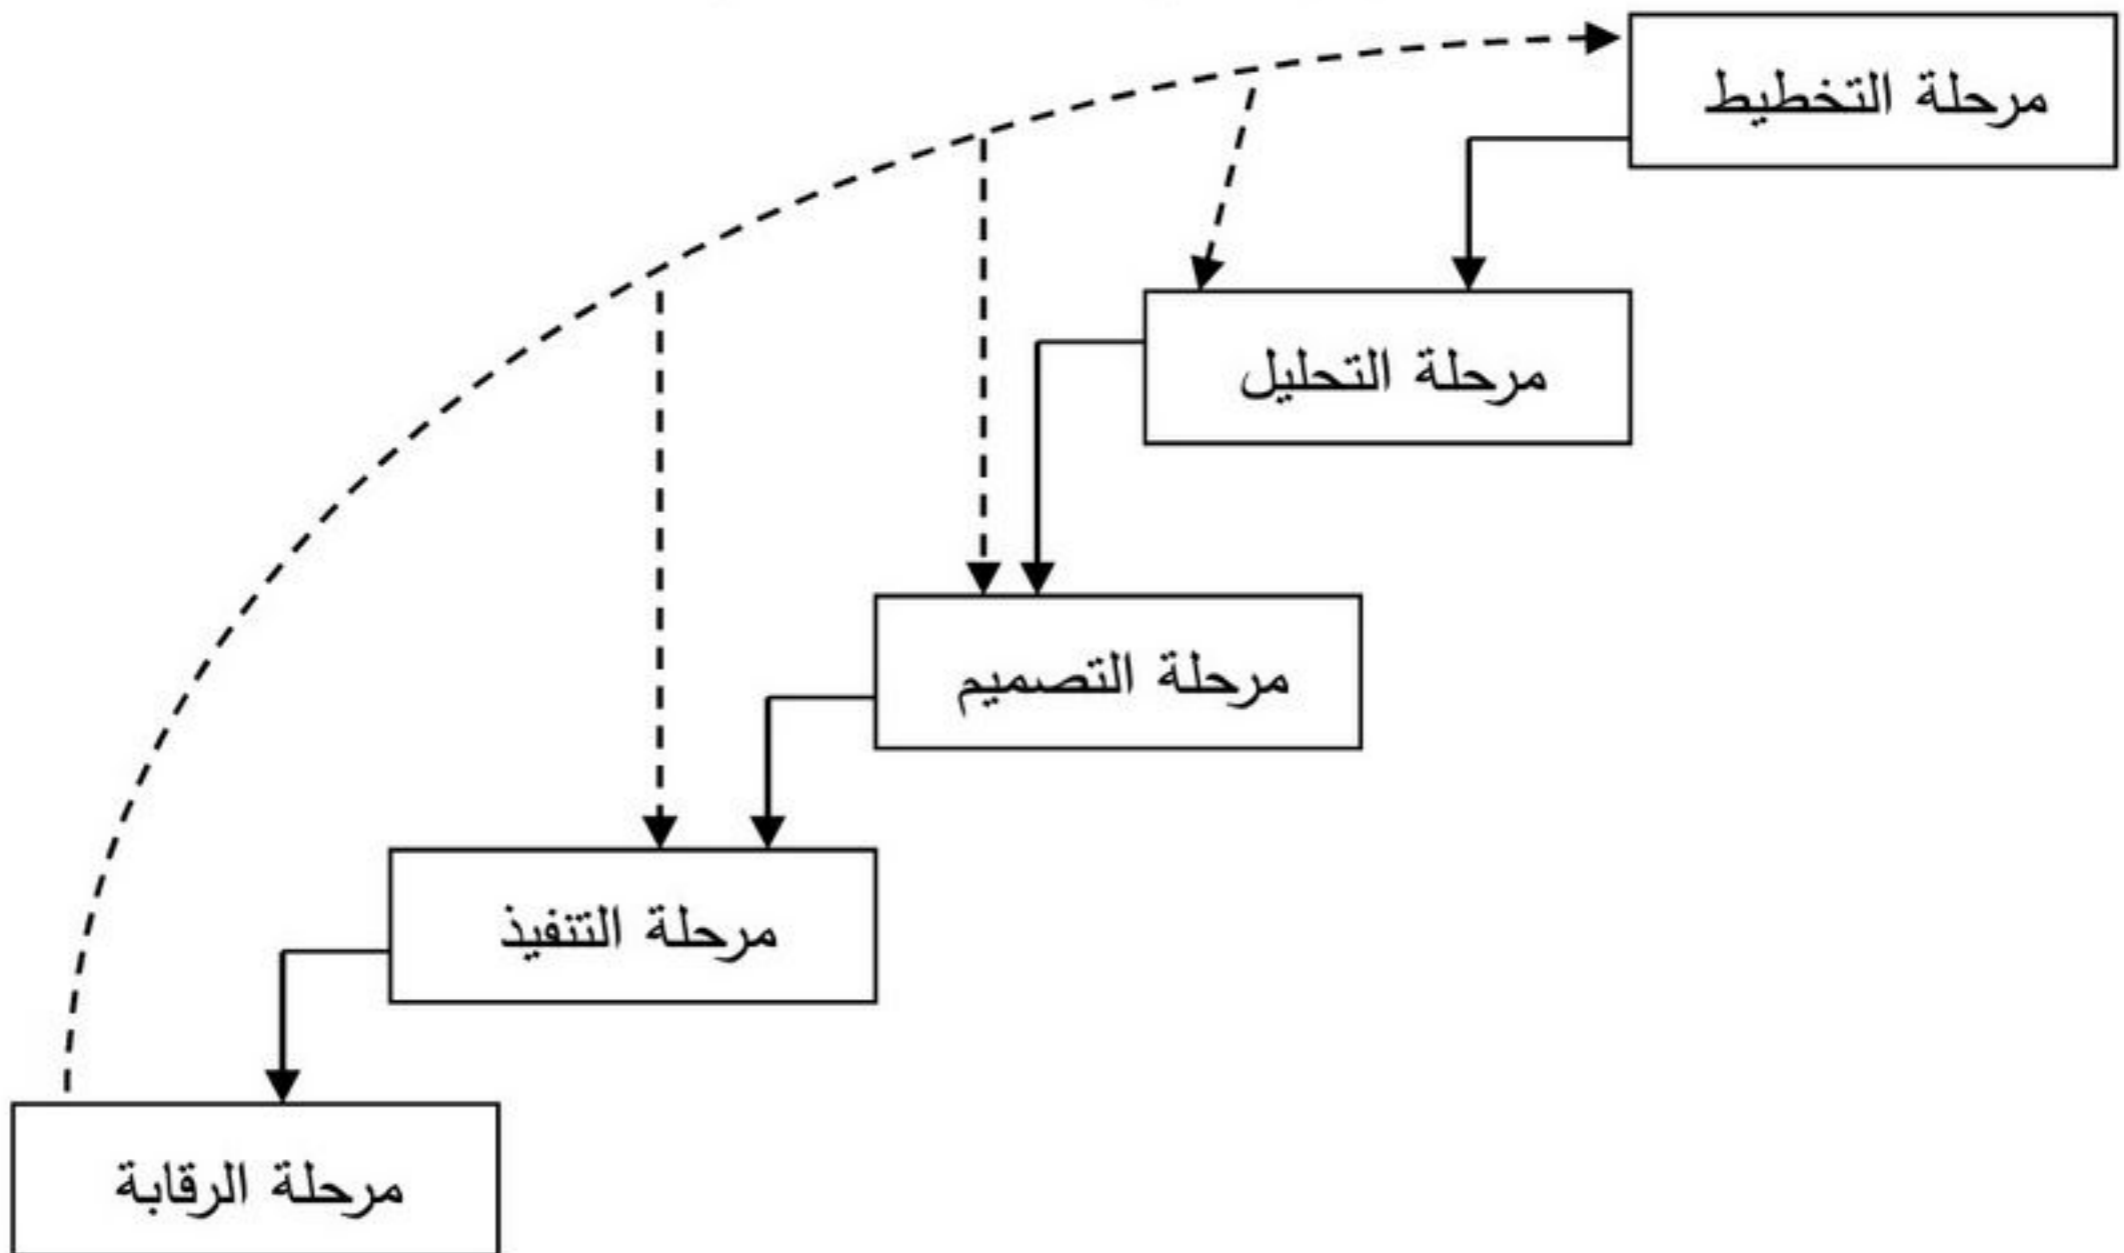 مرحلة التخطيط
مرحلة التحليل
مرحلة التصميم
مرحلة التنفيذ
مرحلة الرقابة